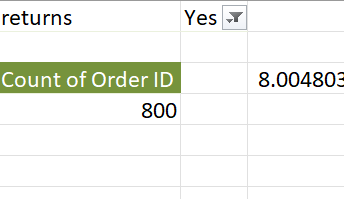 returns Yes
Count of Order ID 8.004803
800